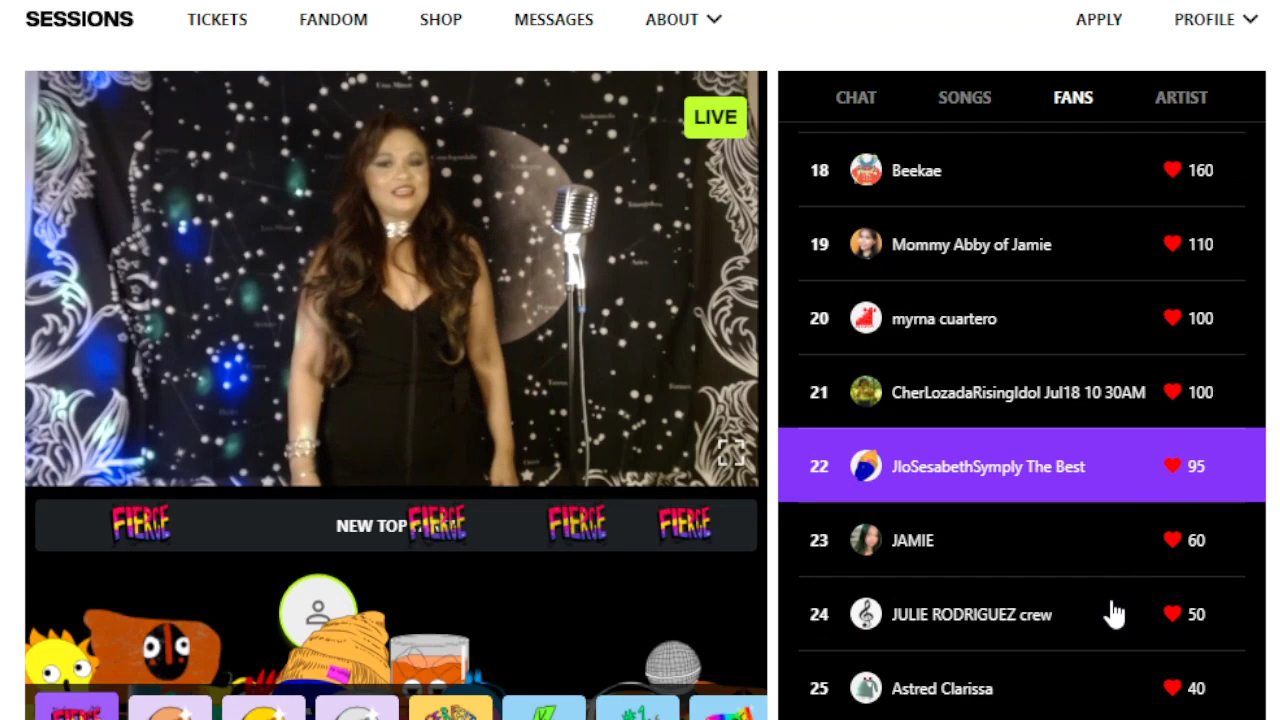 SESSIONS TICKETS FANDOM SHOP MESSAGES ABOUT APPLY PROFILE
LIVE
NEW TOP
FIERCE FIERCE FIERCE FIERCE
FIERCE
CHAT SONGS FANS ARTIST
18 Beekae 160
19 Mommy Abby of Jamie 110
20 myrna cuartero 100
21 CherLozadaRisingIdol Jul18 10 30AM 100
22 JloSesabethSymply The Best 95
23 JAMIE 60
24 JULIE RODRIGUEZ crew 50
25 Astred Clarissa 40